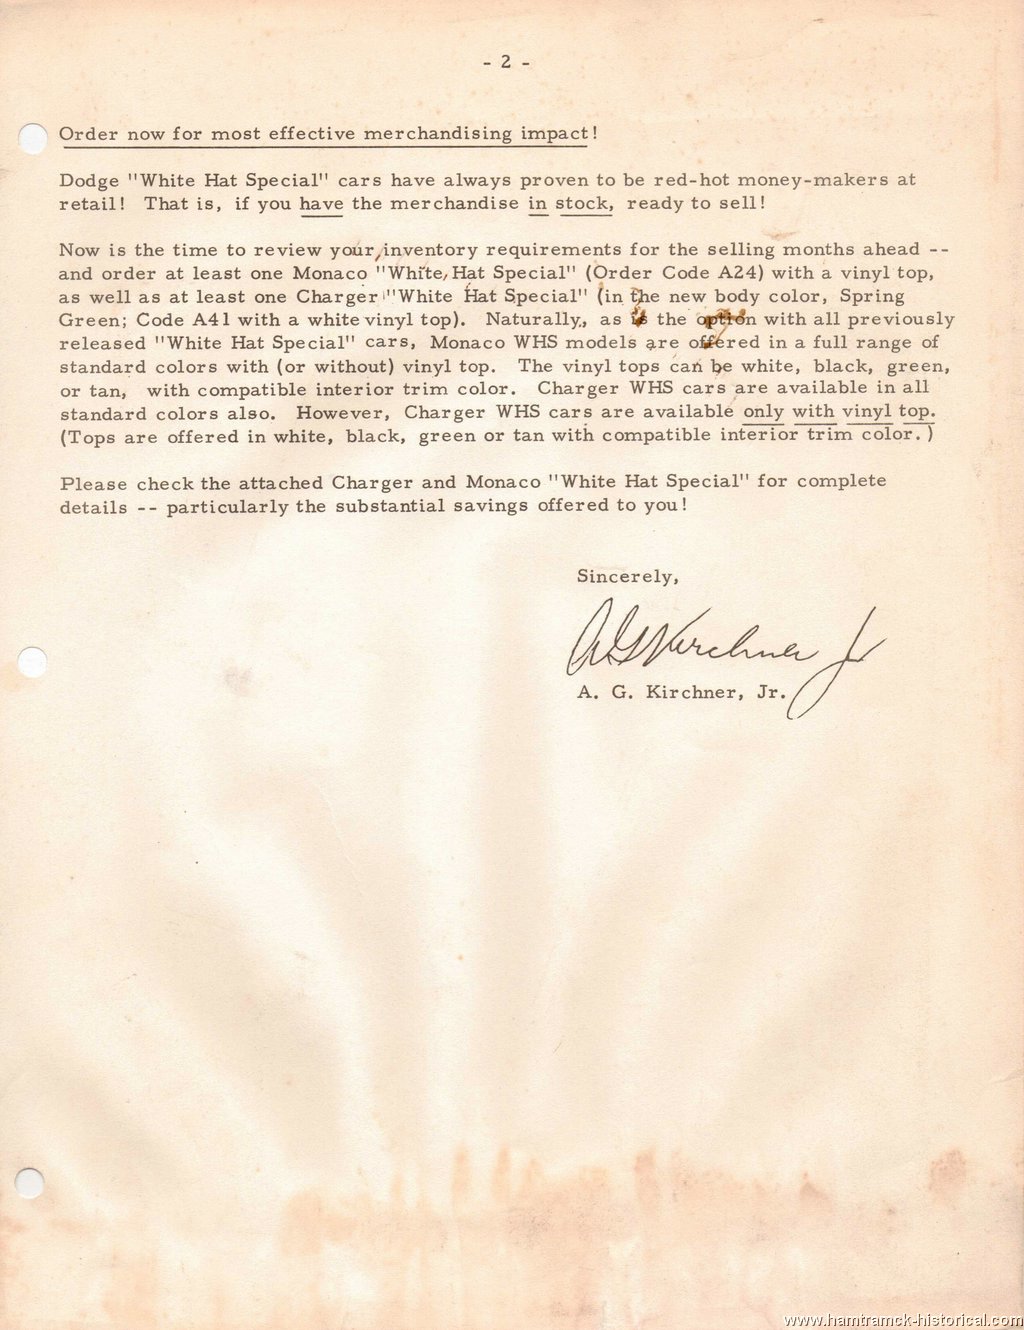 - 2 -
Order now for most effective merchandising impact!
Dodge "White Hat Special" cars have always proven to be red-hot money-makers at
retail! That is, if you have the merchandise in stock, ready to sell!
Now is the time to review your inventory requirements for the selling months ahead --
and order at least one Monaco "White Hat Special" (Order Code A24) with a vinyl top,
as well as at least one Charger "White Hat Special" (in the new body color, Spring
Green; Code A41 with a white vinyl top). Naturally, as is the option with all previously
released "White Hat Special" cars, Monaco WHS models are offered in a full range of
standard colors with (or without) vinyl top. The vinyl tops can be white, black, green,
or tan, with compatible interior trim color. Charger WHS cars are available in all
standard colors also. However, Charger WHS cars are available only with vinyl top.
(Tops are offered in white, black, green or tan with compatible interior trim color.)
Please check the attached Charger and Monaco "White Hat Special" for complete
details -- particularly the substantial savings offered to you!
Sincerely,
A G Kirchner Jr
A. G. Kirchner, Jr.
www.hamtramck-historical.com